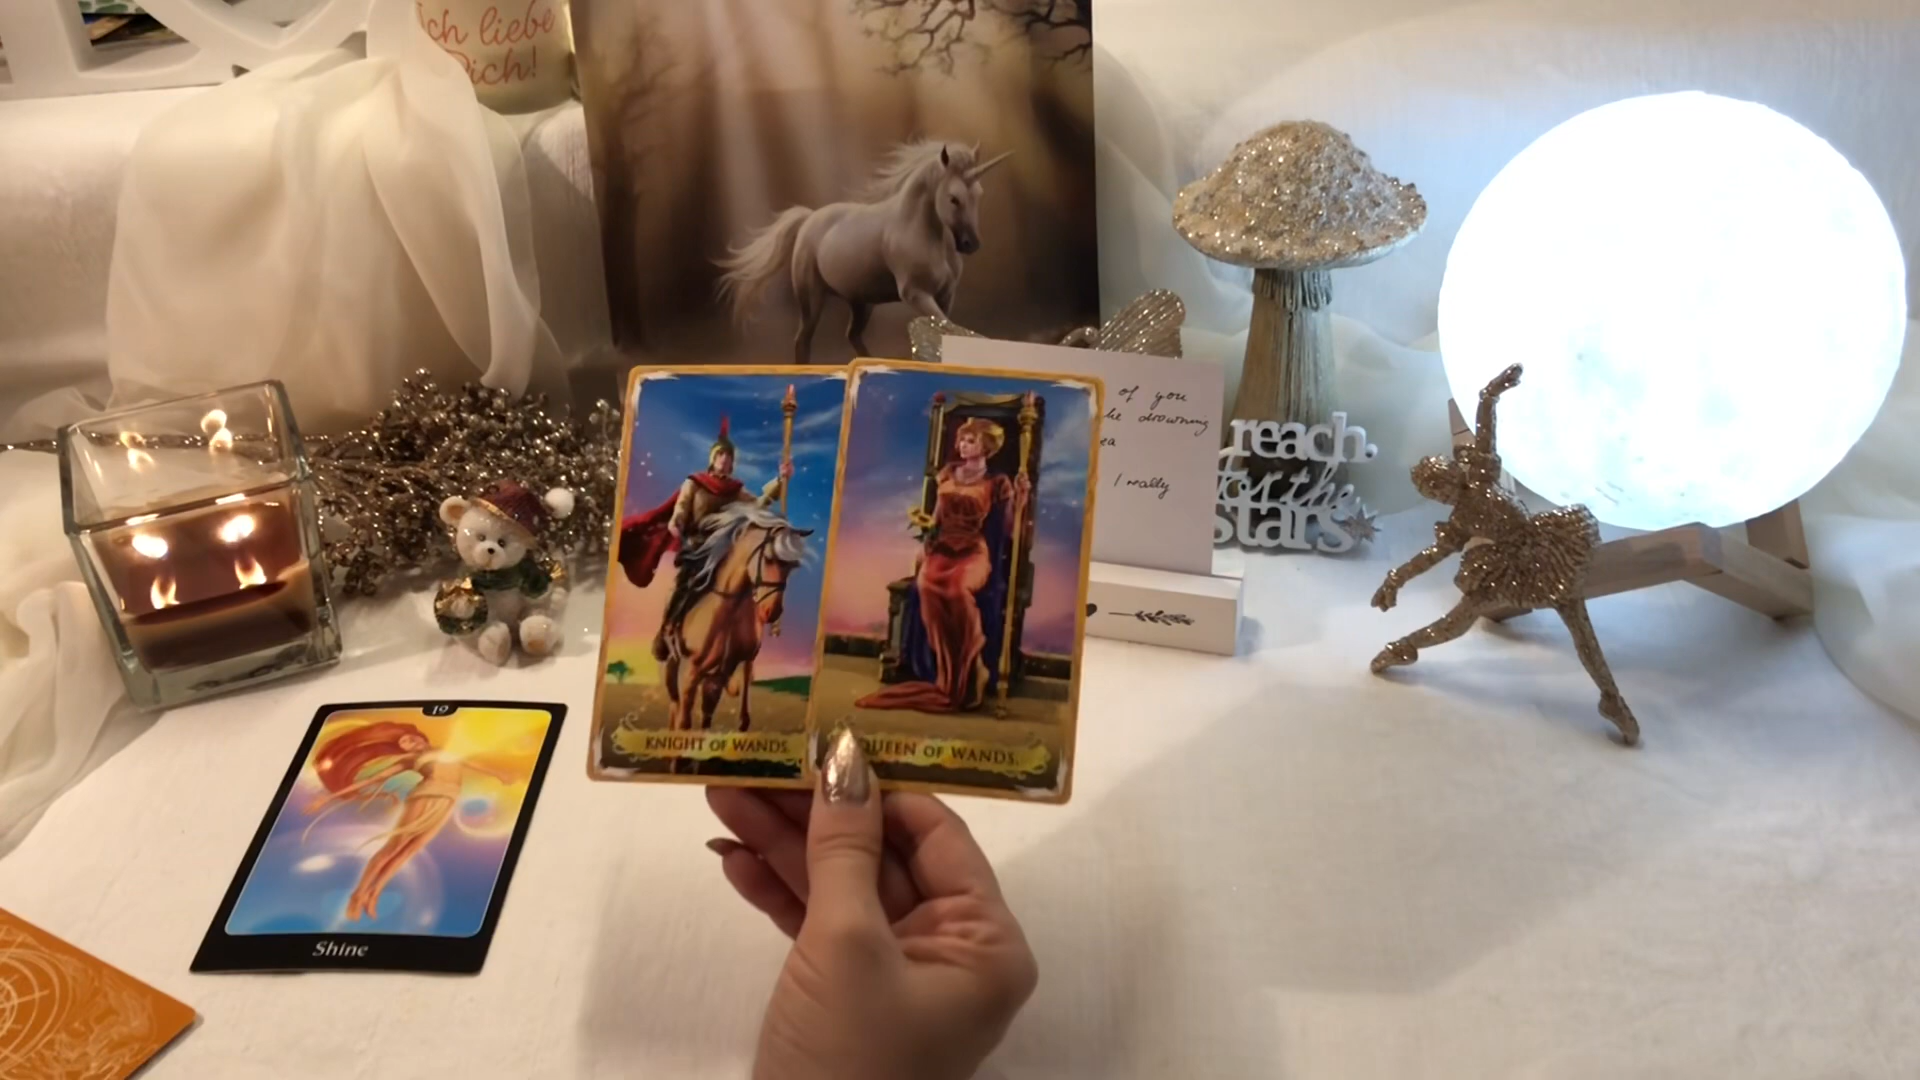 ich liebe
Dich!
of you
drowning
I really
reach.
for the
stars
KNIGHT OF WANDS.
QUEEN OF WANDS.
19
Shine